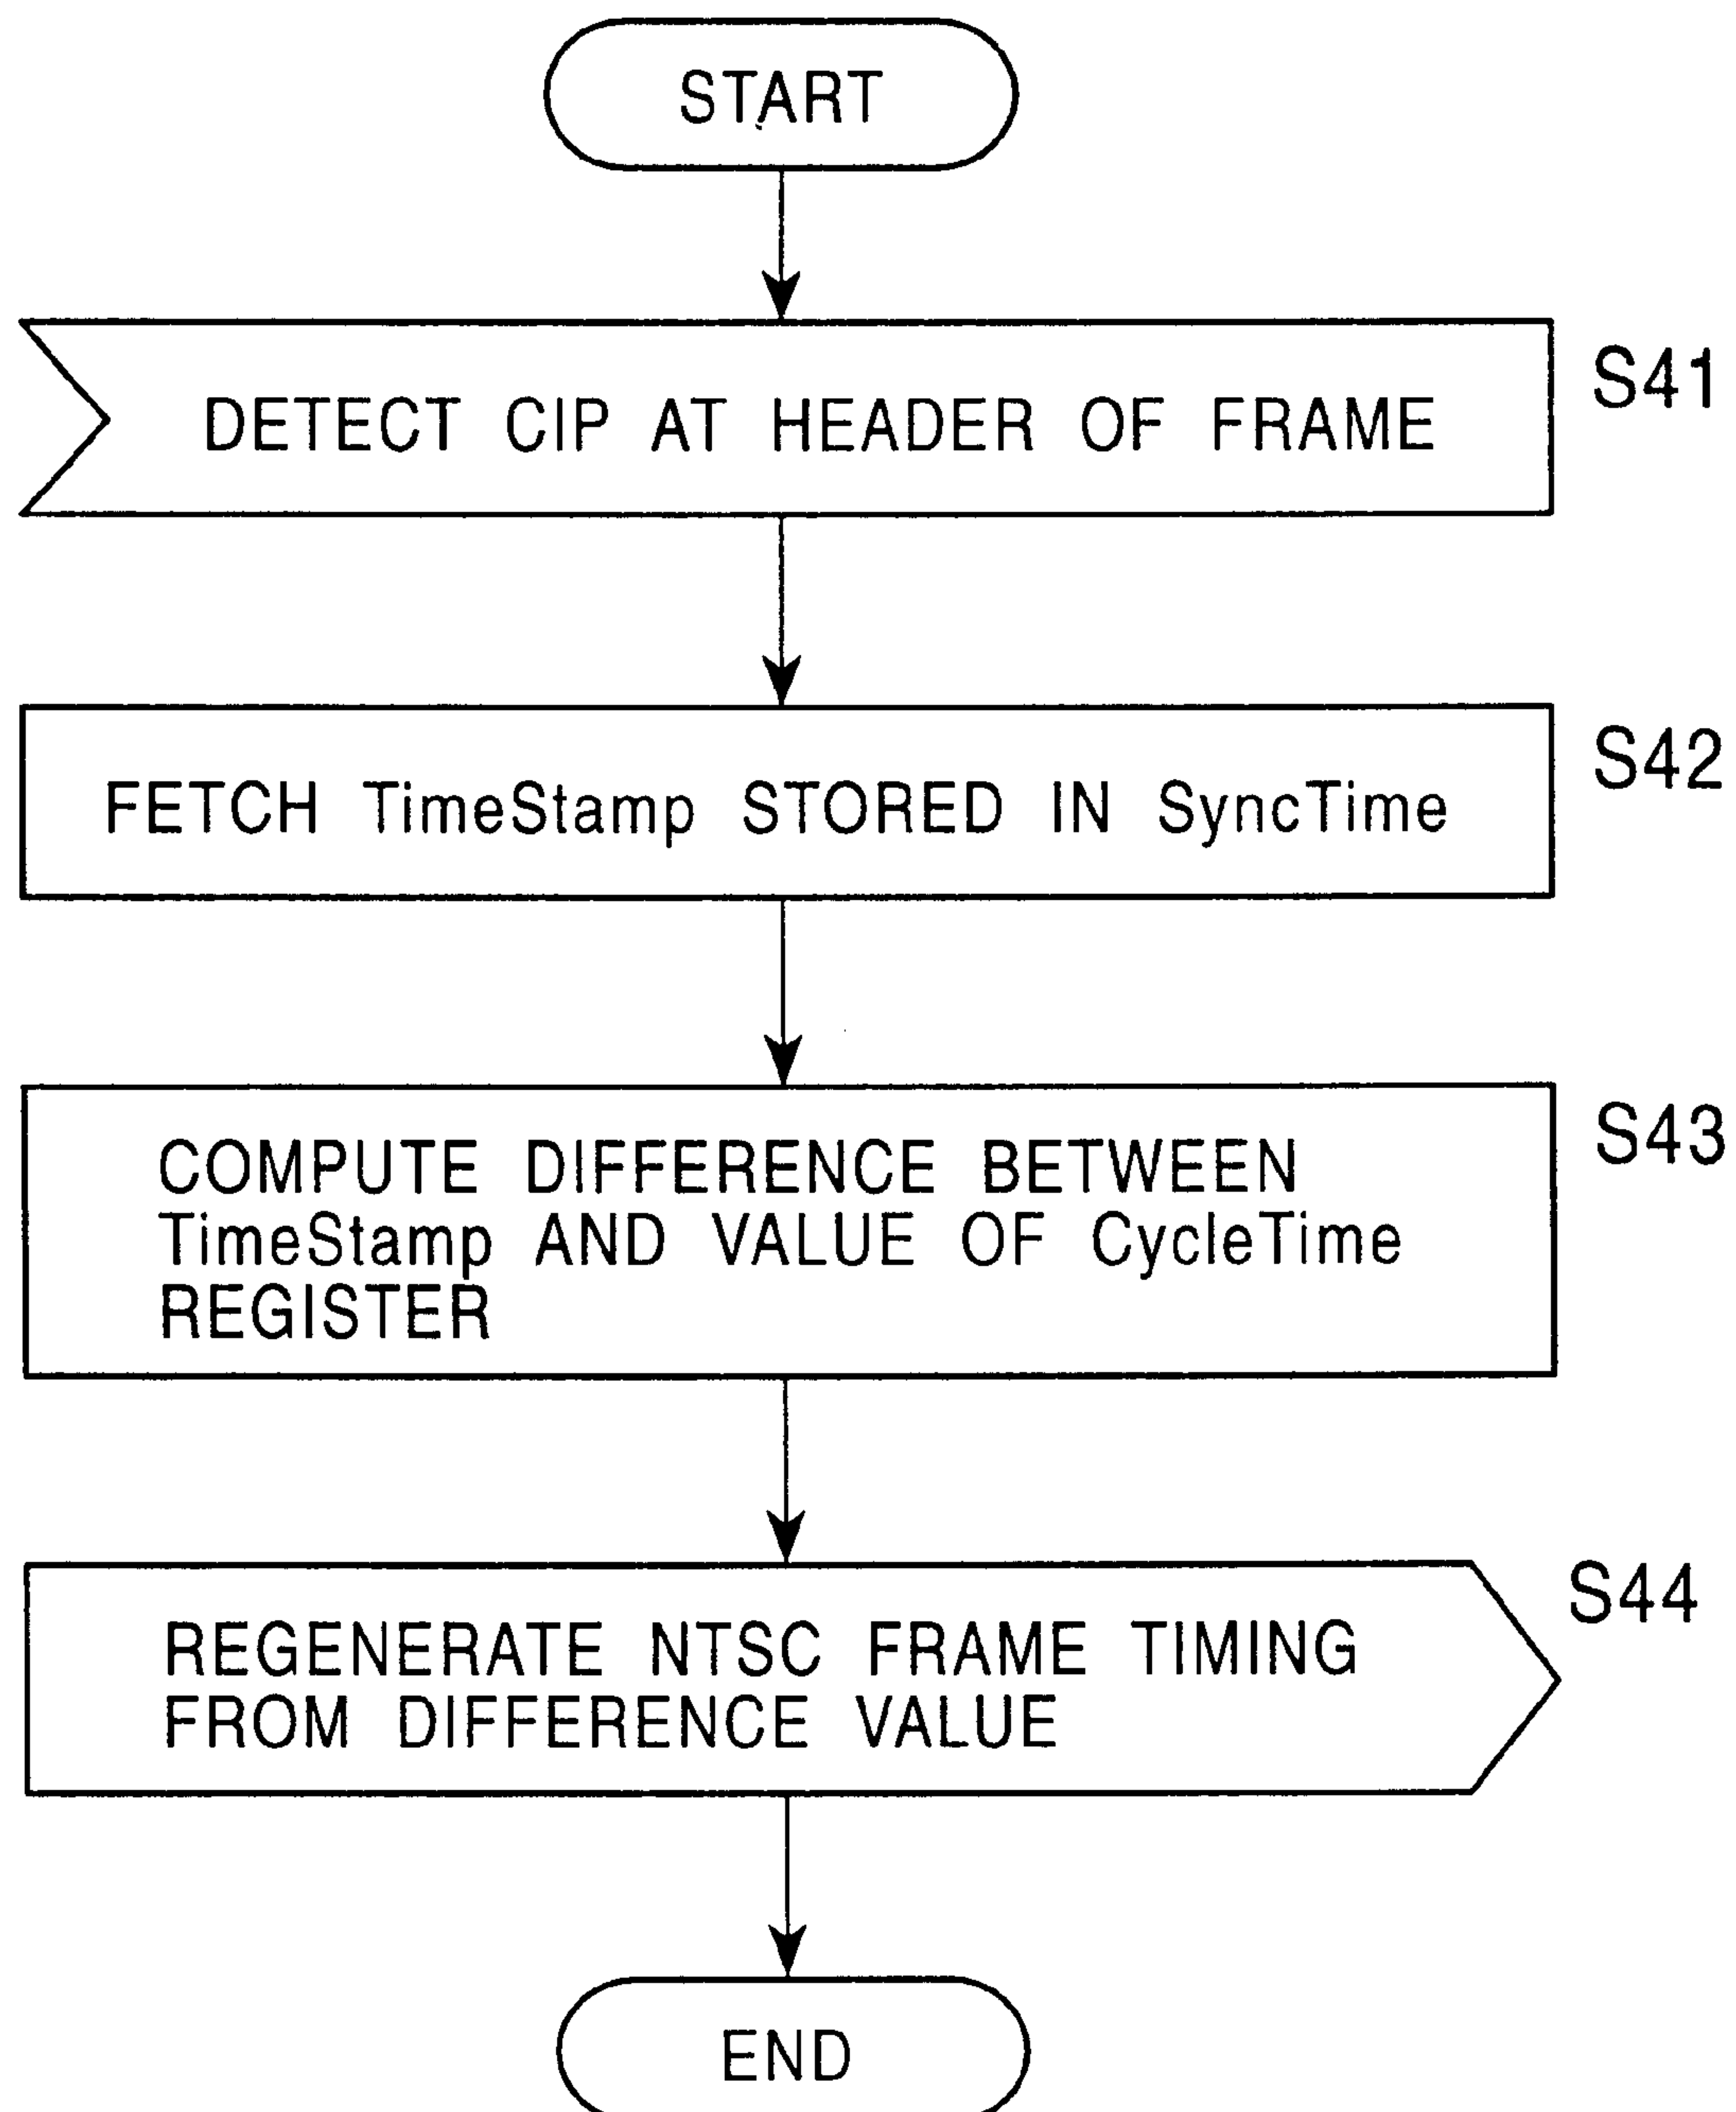 START
DETECT CIP AT HEADER OF FRAME
S41
FETCH TimeStamp STORED IN SyncTime
S42
COMPUTE DIFFERENCE BETWEEN
TimeStamp AND VALUE OF CycleTime
REGISTER
S43
REGENERATE NTSC FRAME TIMING
FROM DIFFERENCE VALUE
S44
END